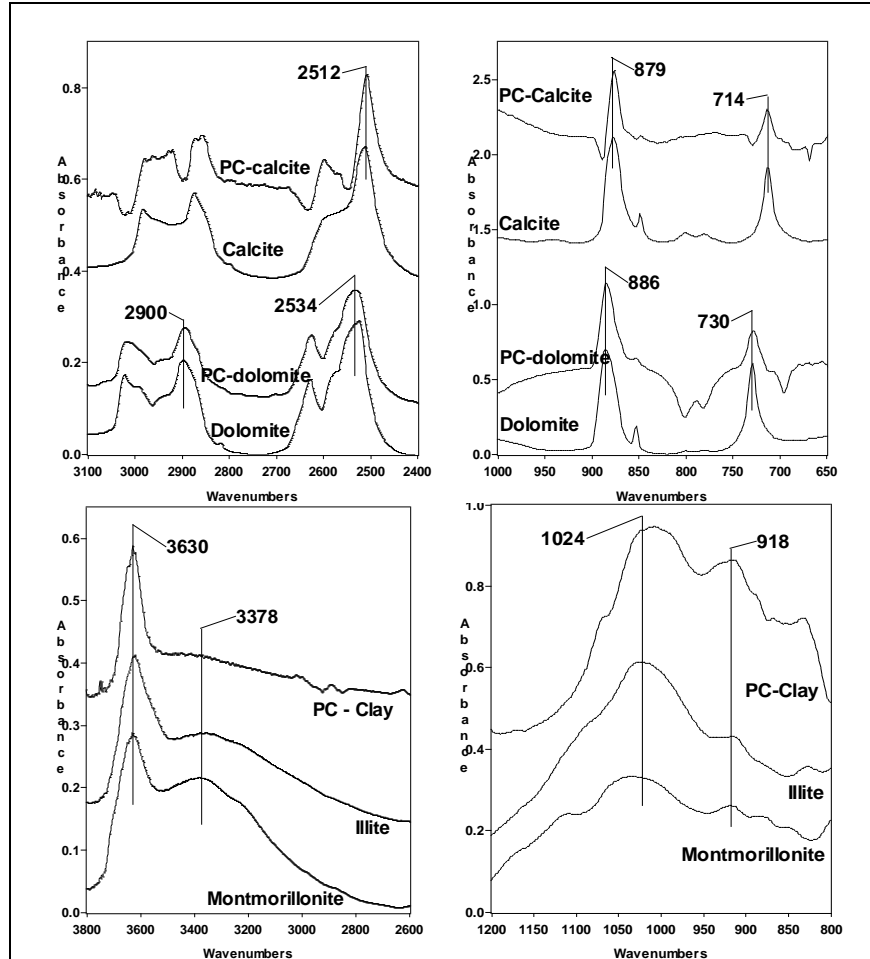 2512
0.8
PC-calcite
0.6
Absorbance
Calcite
0.4
2900
2534
0.2
PC-dolomite
Dolomite
0.0
3100 3000 2900 2800 2700 2600 2500 2400
Wavenumbers
879
2.5
PC-Calcite
714
2.0
Absorbance
Calcite
1.5
886
1.0
730
PC-dolomite
0.5
Dolomite
0.0
1000 950 900 850 800 750 700 650
Wavenumbers
3630
0.6
0.5
3378
Absorbance
0.4
PC - Clay
0.3
0.2
Illite
0.1
Montmorillonite
0.0
3800 3600 3400 3200 3000 2800 2600
Wavenumbers
1.0
1024
918
0.8
Absorbance
PC-Clay
0.6
0.4
Illite
0.2
Montmorillonite
0.0
1200 1150 1100 1050 1000 950 900 850 800
Wavenumbers